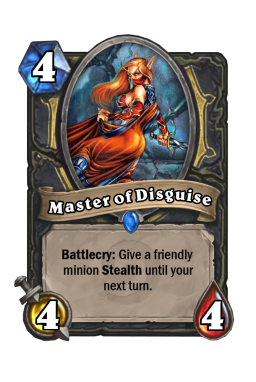 4
Master of Disguise
Battlecry: Give a friendly
minion Stealth until your
next turn.
4 4